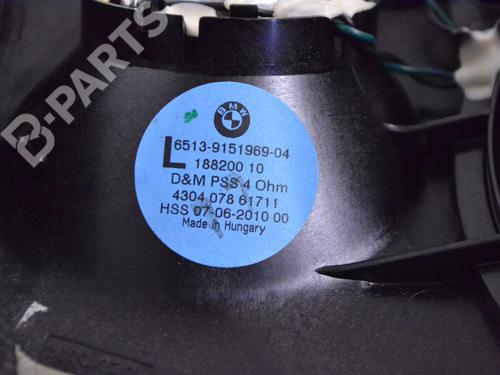 B-PARTS
BMW
L 6513-9151969-04
188200 10
D&M PSS 4 Ohm
4304 078 61711
HSS 07-06-2010 00
Made in Hungary